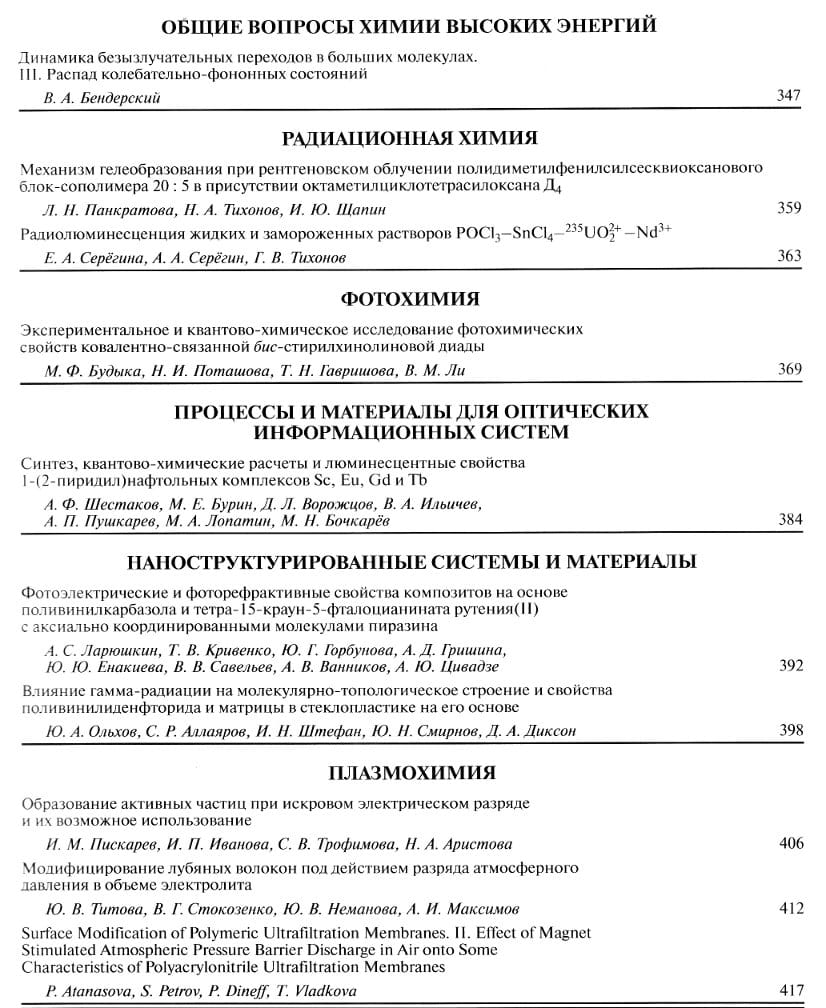 ОБЩИЕ ВОПРОСЫ ХИМИИ ВЫСОКИХ ЭНЕРГИЙ
Динамика безызлучательных переходов в больших молекулах.
III. Распад колебательно-фононных состояний
В. А. Бендерский 347
РАДИАЦИОННАЯ ХИМИЯ
Механизм гелеобразования при рентгеновском облучении полидиметилфенилсилсесквиоксанового
блок-сополимера 20 : 5 в присутствии октаметилциклотетрасилоксана Д₄
Л. Н. Панкратова, Н. А. Тихонов, И. Ю. Щапин 359
Радиолюминесценция жидких и замороженных растворов POCl₃–SnCl₄–²³⁵UO₂²⁺–Nd³⁺
Е. А. Серёгина, А. А. Серёгин, Г. В. Тихонов 363
ФОТОХИМИЯ
Экспериментальное и квантово-химическое исследование фотохимических
свойств ковалентно-связанной бис-стирилхинолиновой диады
М. Ф. Будыка, Н. И. Поташова, Т. Н. Гавришова, В. М. Ли 369
ПРОЦЕССЫ И МАТЕРИАЛЫ ДЛЯ ОПТИЧЕСКИХ
ИНФОРМАЦИОННЫХ СИСТЕМ
Синтез, квантово-химические расчеты и люминесцентные свойства
1-(2-пиридил)нафтольных комплексов Sc, Eu, Gd и Tb
А. Ф. Шестаков, М. Е. Бурин, Д. Л. Ворожцов, В. А. Ильичев,
А. П. Пушкарев, М. А. Лопатин, М. Н. Бочкарёв 384
НАНОСТРУКТУРИРОВАННЫЕ СИСТЕМЫ И МАТЕРИАЛЫ
Фотоэлектрические и фоторефрактивные свойства композитов на основе
поливинилкарбазола и тетра-15-краун-5-фталоцианината рутения(II)
с аксиально координированными молекулами пиразина
А. С. Ларюшкин, Т. В. Кривенко, Ю. Г. Горбунова, А. Д. Гришина,
Ю. Ю. Енакиева, В. В. Савельев, А. В. Ванников, А. Ю. Цивадзе 392
Влияние гамма-радиации на молекулярно-топологическое строение и свойства
поливинилиденфторида и матрицы в стеклопластике на его основе
Ю. А. Ольхов, С. Р. Аллаяров, И. Н. Штефан, Ю. Н. Смирнов, Д. А. Диксон 398
ПЛАЗМОХИМИЯ
Образование активных частиц при искровом электрическом разряде
и их возможное использование
И. М. Пискарев, И. П. Иванова, С. В. Трофимова, Н. А. Аристова 406
Модифицирование лубяных волокон под действием разряда атмосферного
давления в объеме электролита
Ю. В. Титова, В. Г. Стокозенко, Ю. В. Неманова, А. И. Максимов 412
Surface Modification of Polymeric Ultrafiltration Membranes. II. Effect of Magnet
Stimulated Atmospheric Pressure Barrier Discharge in Air onto Some
Characteristics of Polyacrylonitrile Ultrafiltration Membranes
P. Atanasova, S. Petrov, P. Dineff, T. Vladkova 417